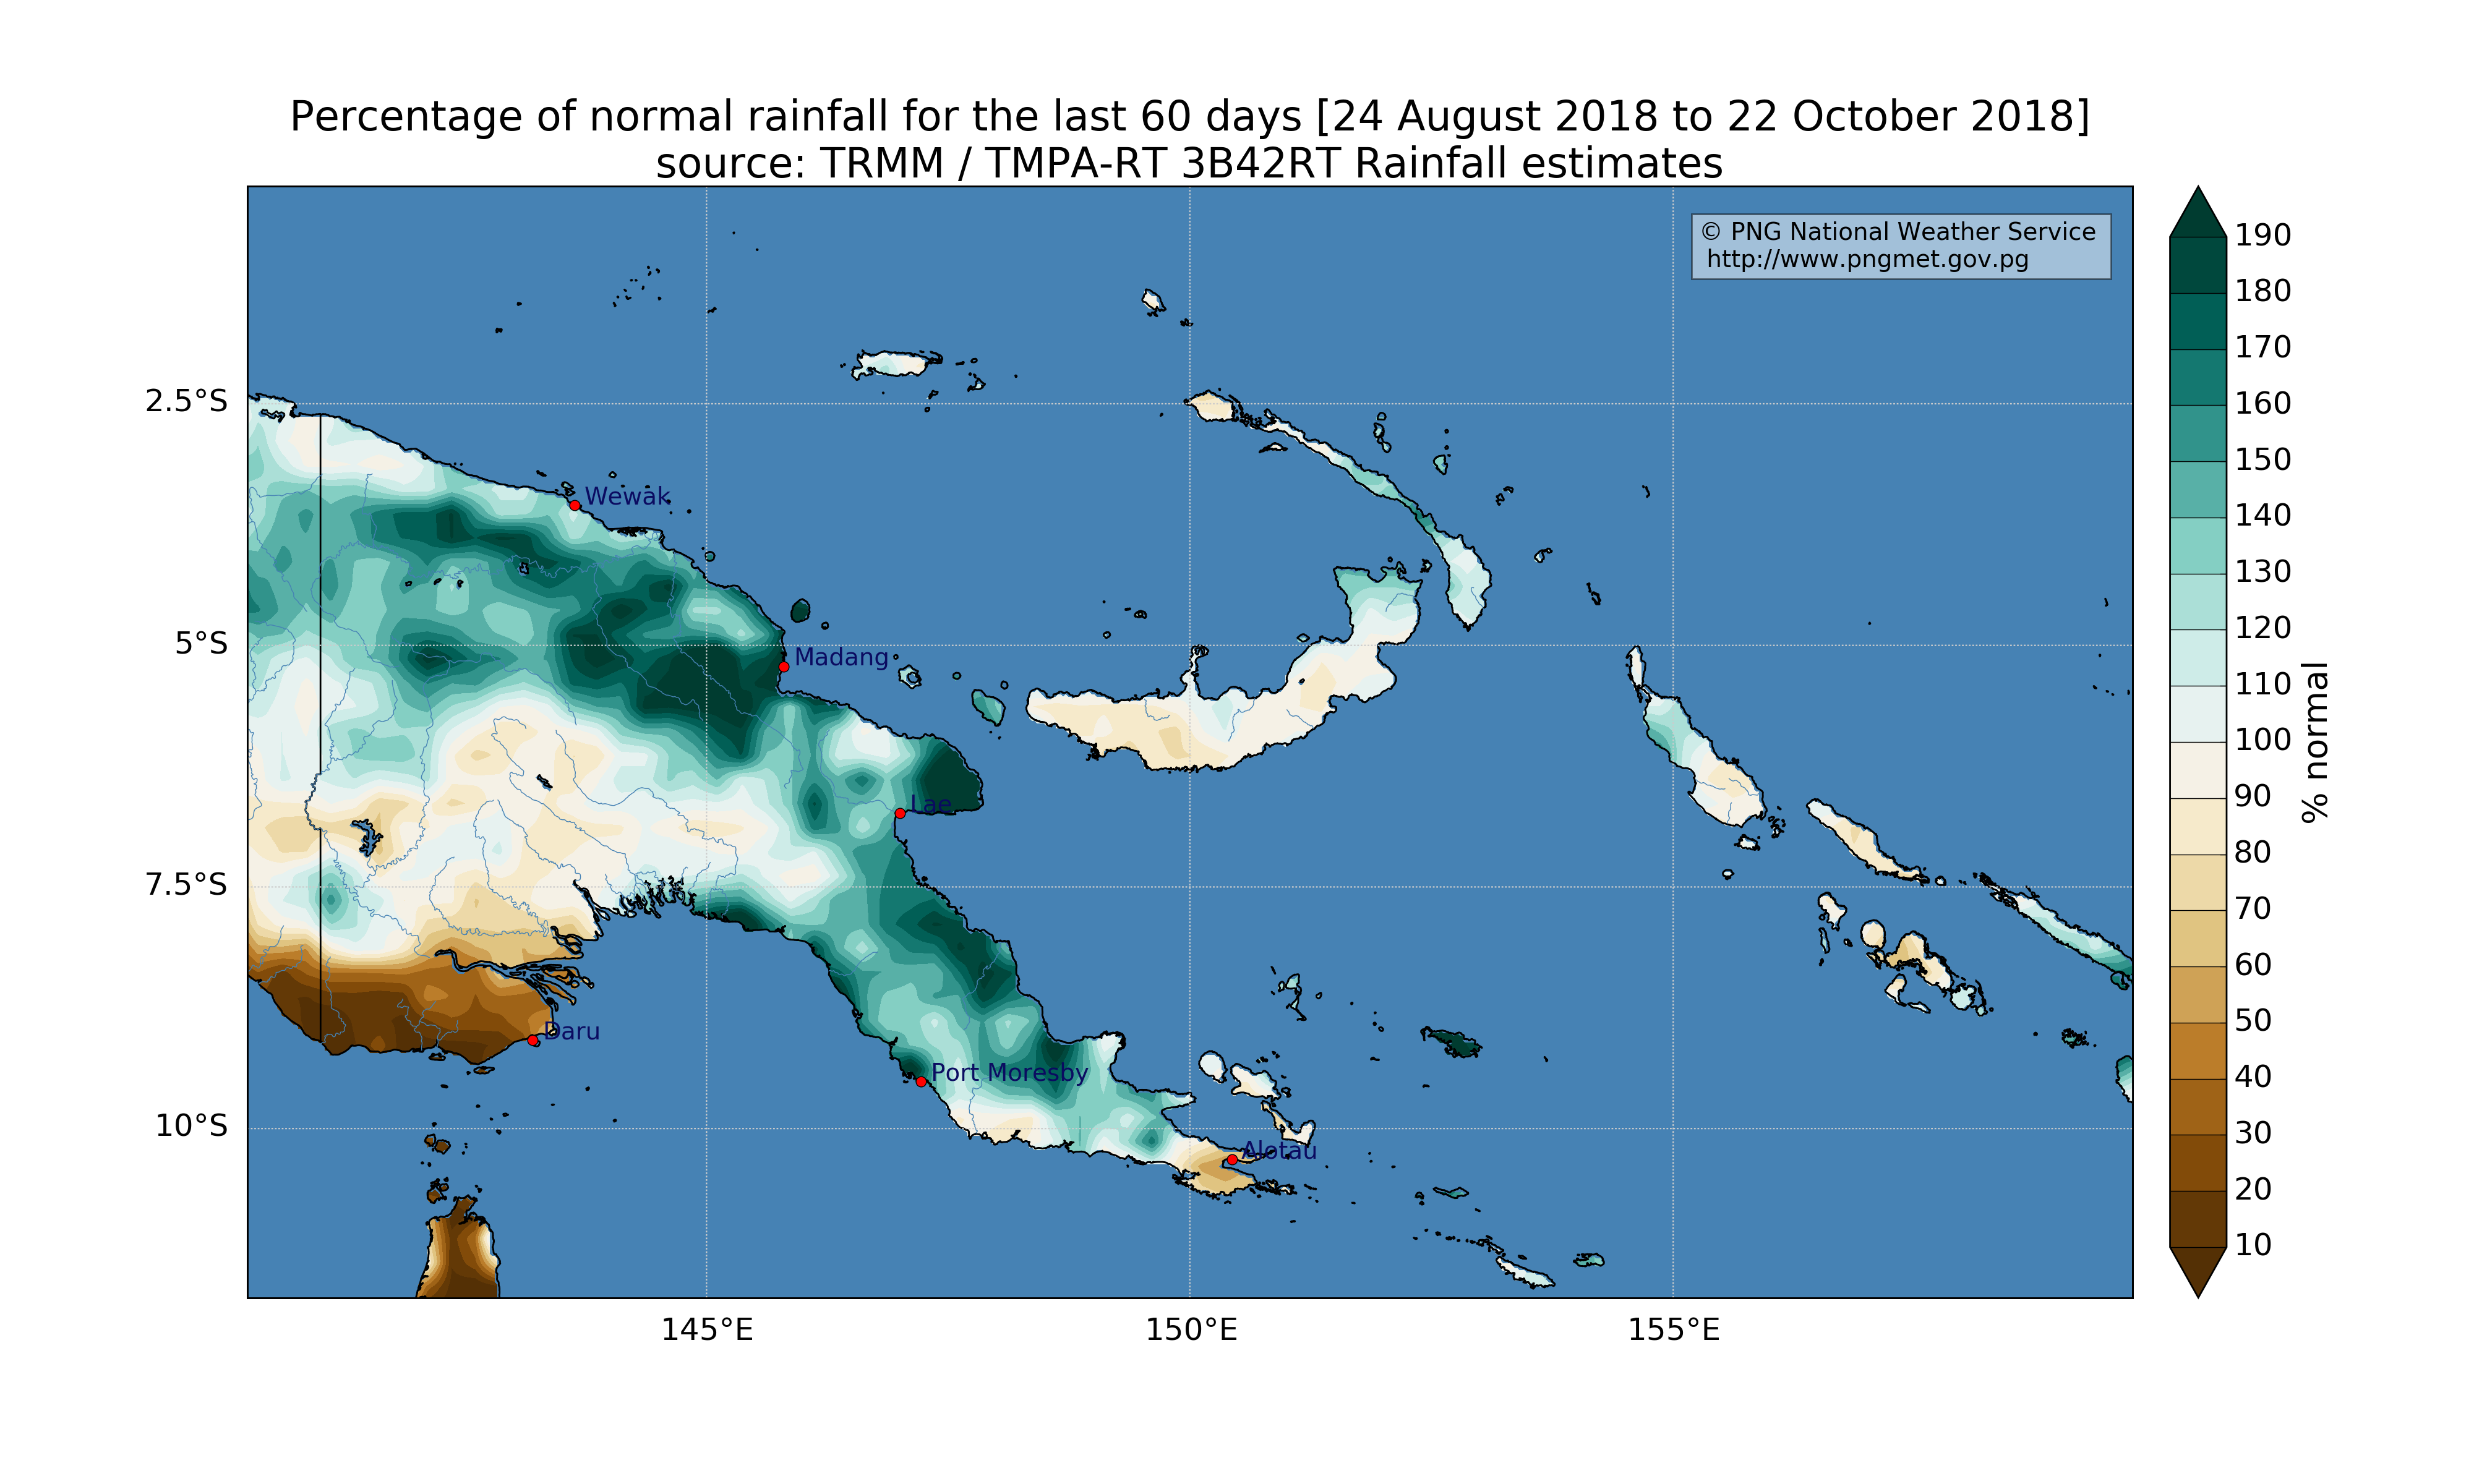 Percentage of normal rainfall for the last 60 days [24 August 2018 to 22 October 2018]
source: TRMM / TMPA-RT 3B42RT Rainfall estimates
© PNG National Weather Service
http://www.pngmet.gov.pg
2.5°S
5°S
7.5°S
10°S
Wewak
Madang
Lae
Daru
Port Moresby
Alotau
145°E
150°E
155°E
190
180
170
160
150
140
130
120
110
100
90
80
70
60
50
40
30
20
10
% normal